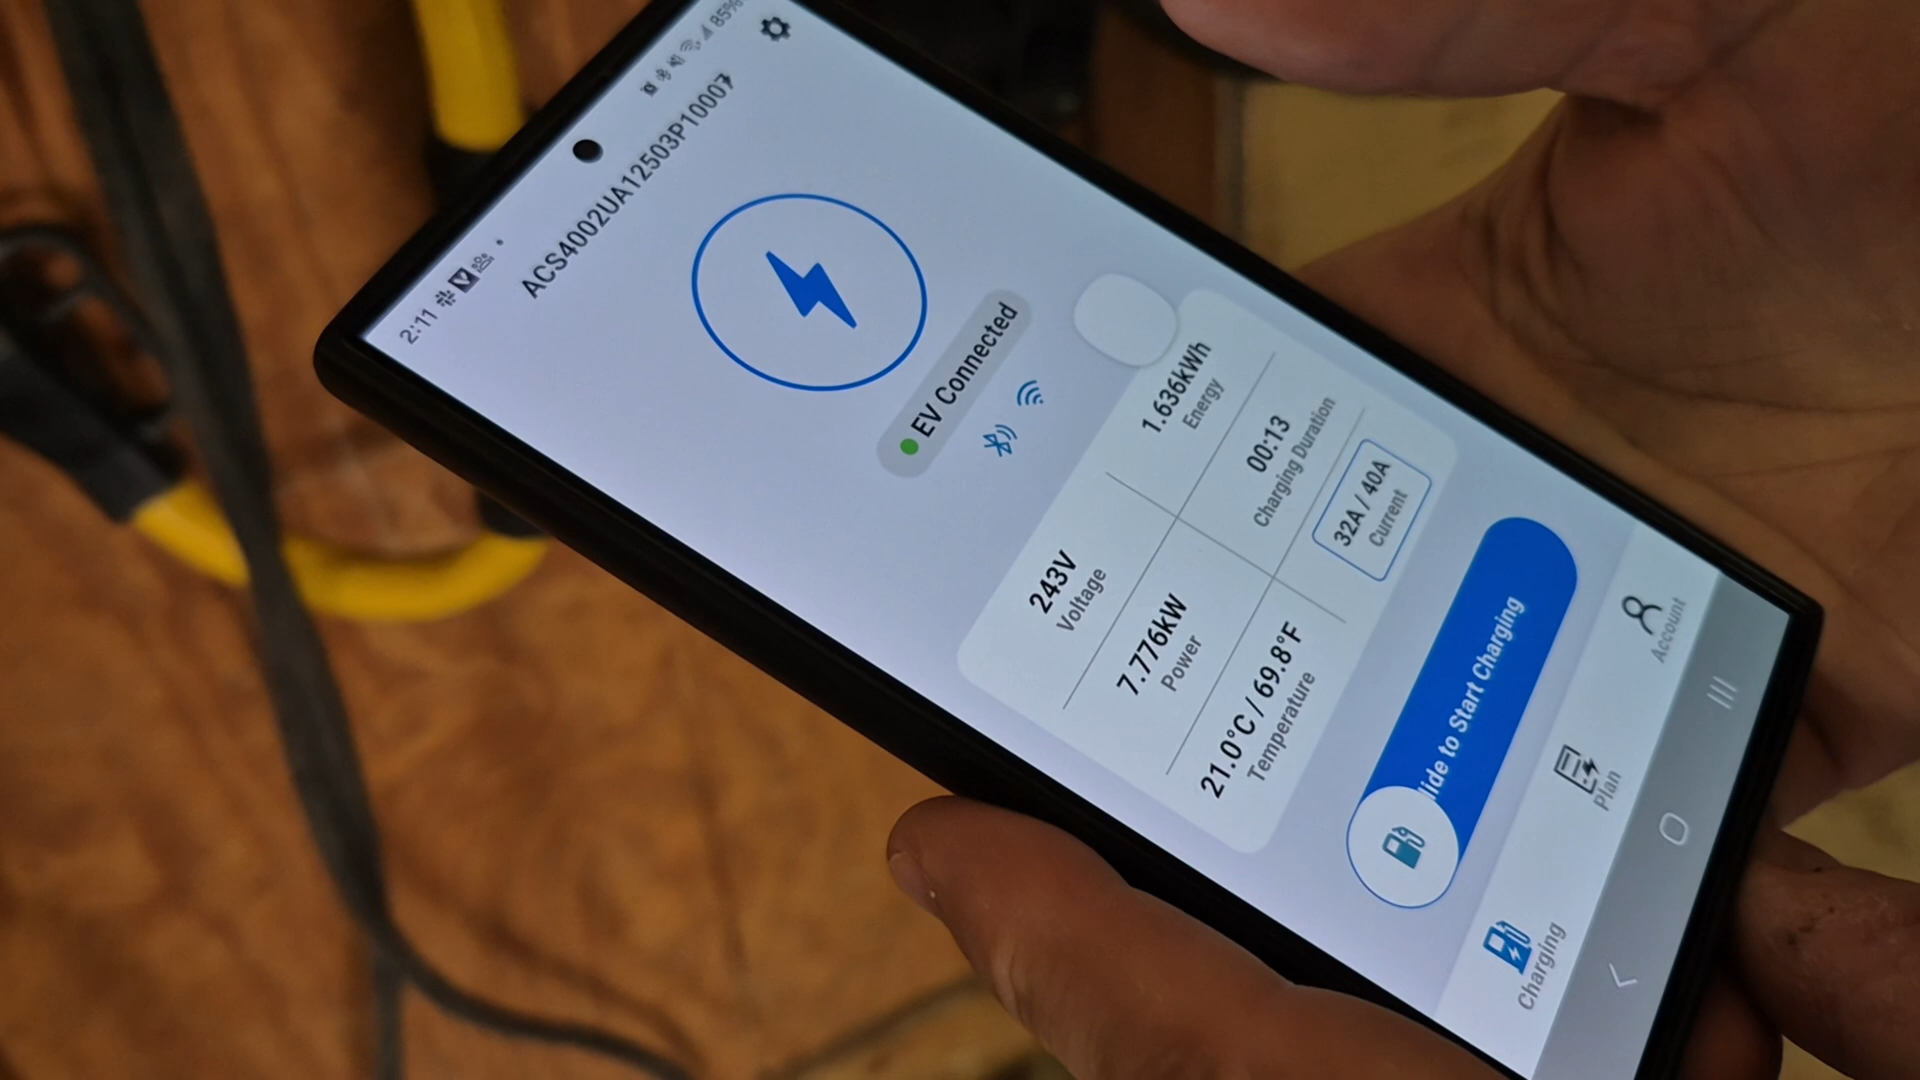 2:11
85%
ACS4002UA12503P10007
EV Connected
243V
Voltage
1.636kWh
Energy
7.776kW
Power
00:13
Charging Duration
21.0°C / 69.8°F
Temperature
32A / 40A
Current
lide to Start Charging
Charging
Plan
Account